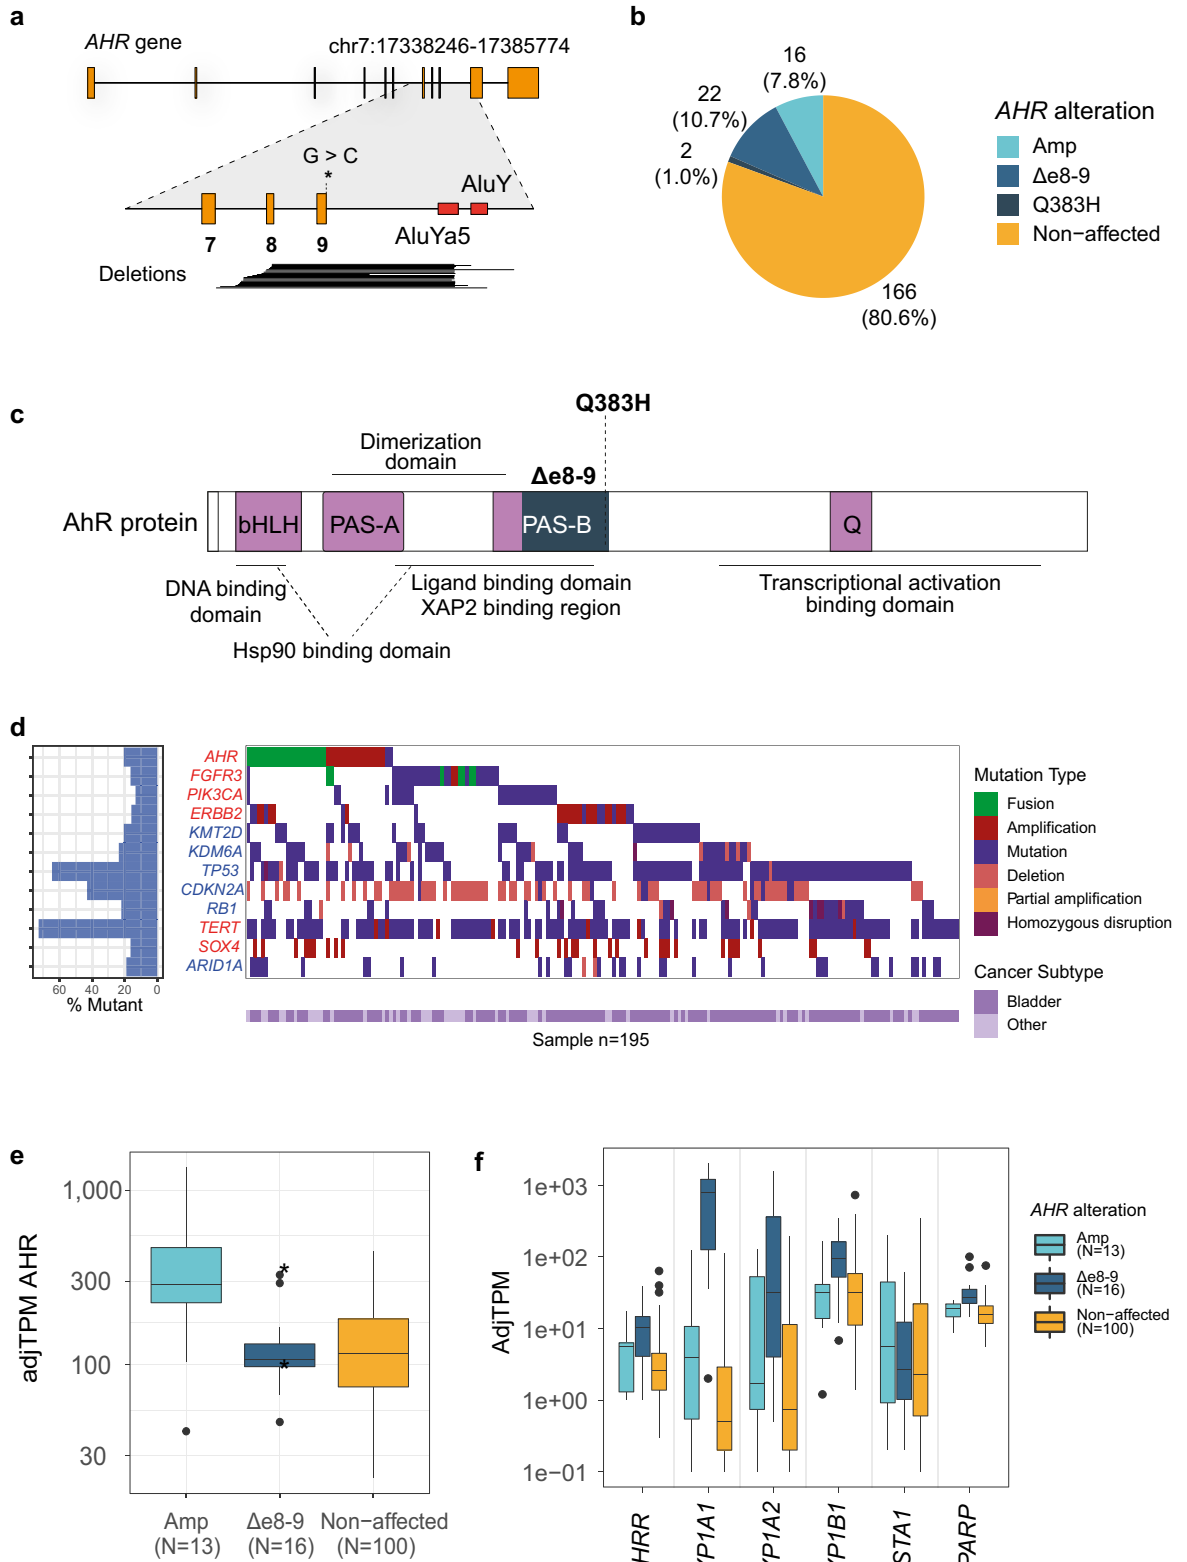 a
AHR gene
chr7:17338246-17385774
G > C
*
AluY
AluYa5
7 8 9
Deletions
b
16
(7.8%)
22
(10.7%)
2
(1.0%)
166
(80.6%)
AHR alteration
Amp
Δe8-9
Q383H
Non−affected
c
Q383H
Dimerization
domain
Δe8-9
AhR protein
bHLH
PAS-A
PAS-B
Q
DNA binding
domain
Ligand binding domain
XAP2 binding region
Transcriptional activation
binding domain
Hsp90 binding domain
d
AHR
FGFR3
PIK3CA
ERBB2
KMT2D
KDM6A
TP53
CDKN2A
RB1
TERT
SOX4
ARID1A
60 40 20 0
% Mutant
Mutation Type
Fusion
Amplification
Mutation
Deletion
Partial amplification
Homozygous disruption
Cancer Subtype
Bladder
Other
Sample n=195
e
adjTPM AHR
1,000
300
100
30
*
*
Amp
(N=13)
Δe8-9
(N=16)
Non−affected
(N=100)
f
AdjTPM
1e+03
1e+02
1e+01
1e+00
1e−01
HRR
YP1A1
YP1A2
YP1B1
STA1
PARP
AHR alteration
Amp
(N=13)
Δe8-9
(N=16)
Non−affected
(N=100)